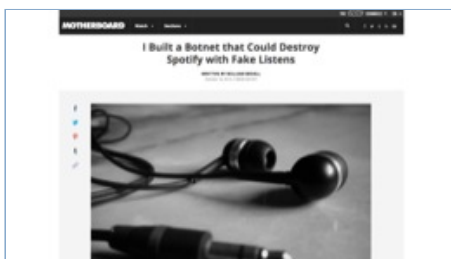 MOTHERBOARD
I Built a Botnet that Could Destroy
Spotify with Fake Listens